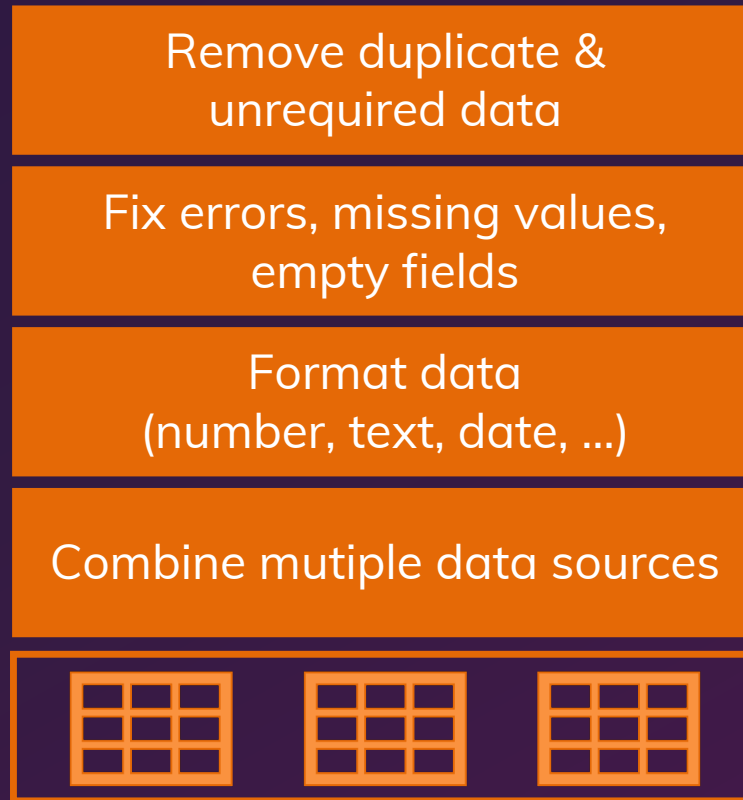 Remove duplicate &
unrequired data
Fix errors, missing values,
empty fields
Format data
(number, text, date, ...)
Combine mutiple data sources